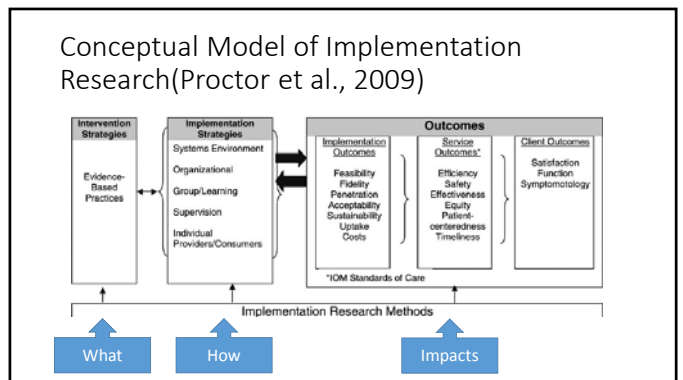 Conceptual Model of Implementation
Research(Proctor et al., 2009)
Intervention
Strategies
Evidence-
Based
Practices
Implementation
Strategies
Systems Environment
Organizational
Group/Learning
Supervision
Individual
Providers/Consumers
Outcomes
Implementation
Outcomes
Feasibility
Fidelity
Penetration
Acceptability
Sustainability
Uptake
Costs
Service
Outcomes*
Efficiency
Safety
Effectiveness
Equity
Patient-
centeredness
Timeliness
Client Outcomes
Satisfaction
Function
Symptomotology
*IOM Standards of Care
Implementation Research Methods
What
How
Impacts